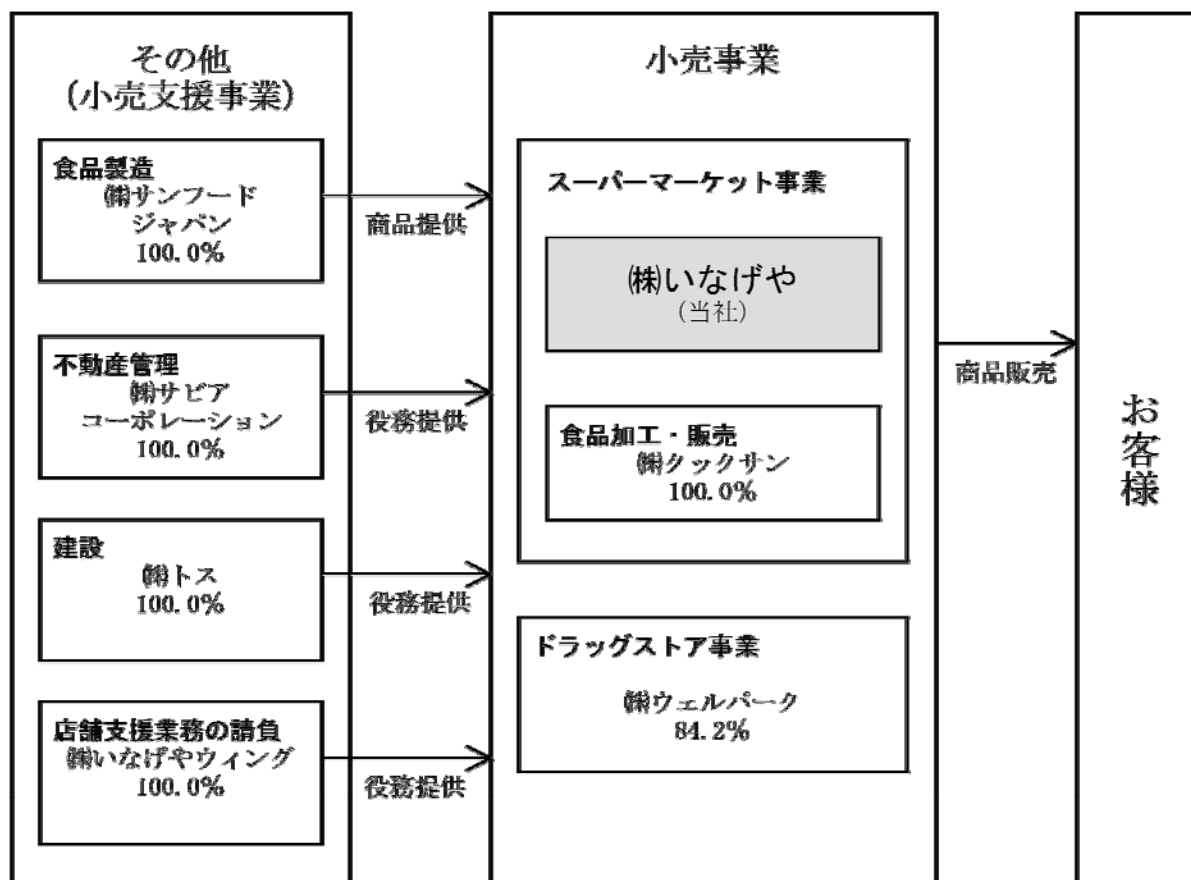 その他
（小売支援事業）
食品製造
㈱サンフード
ジャパン
100.0%
商品提供
不動産管理
㈱サビア
コーポレーション
100.0%
役務提供
建設
㈱トス
100.0%
役務提供
店舗支援業務の請負
㈱いなげやウィング
100.0%
役務提供
小売事業
スーパーマーケット事業
㈱いなげや
（当社）
食品加工・販売
㈱クックサン
100.0%
ドラッグストア事業
㈱ウェルパーク
84.2%
商品販売
お客様